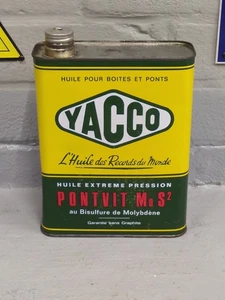 HUILE POUR BOITES ET PONTS
YACCO
L'Huile des Records du Monde
HUILE EXTREME PRESSION
PONTVIT MoS2
au Bisulfure de Molybdène
Garantie sans Graphite